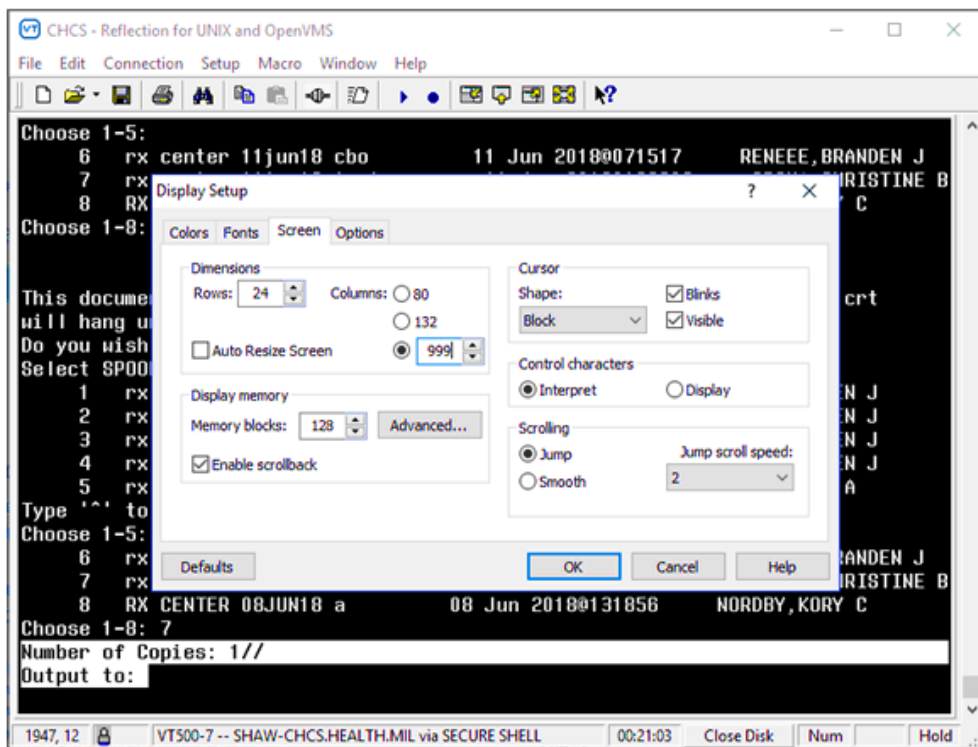 CHCS - Reflection for UNIX and OpenVMS
File Edit Connection Setup Macro Window Help
Choose 1-5:
6 rx center 11jun18 cbo 11 Jun 2018@071517 RENEEE,BRANDEN J
7 rx RISTINE B
8 RX C
Choose 1-8:
Display Setup
Colors Fonts Screen Options
Dimensions
Rows: 24 Columns: 80
132
Auto Resize Screen 999
Display memory
Memory blocks: 128 Advanced...
Enable scrollback
Cursor
Shape: Blinks
Block Visible
Control characters
Interpret Display
Scrolling
Jump Jump scroll speed:
Smooth 2
Defaults OK Cancel Help
This docume crt
will hang u
Do you wish
Select SPOO
1 rx N J
2 rx N J
3 rx N J
4 rx N J
5 rx A
Type '^' to
Choose 1-5:
6 rx ANDEN J
7 rx RISTINE B
8 RX CENTER 08JUN18 a 08 Jun 2018@131856 NORDBY,KORY C
Choose 1-8: 7
Number of Copies: 1//
Output to:
1947, 12 VT500-7 -- SHAW-CHCS.HEALTH.MIL via SECURE SHELL 00:21:03 Close Disk Num Hold